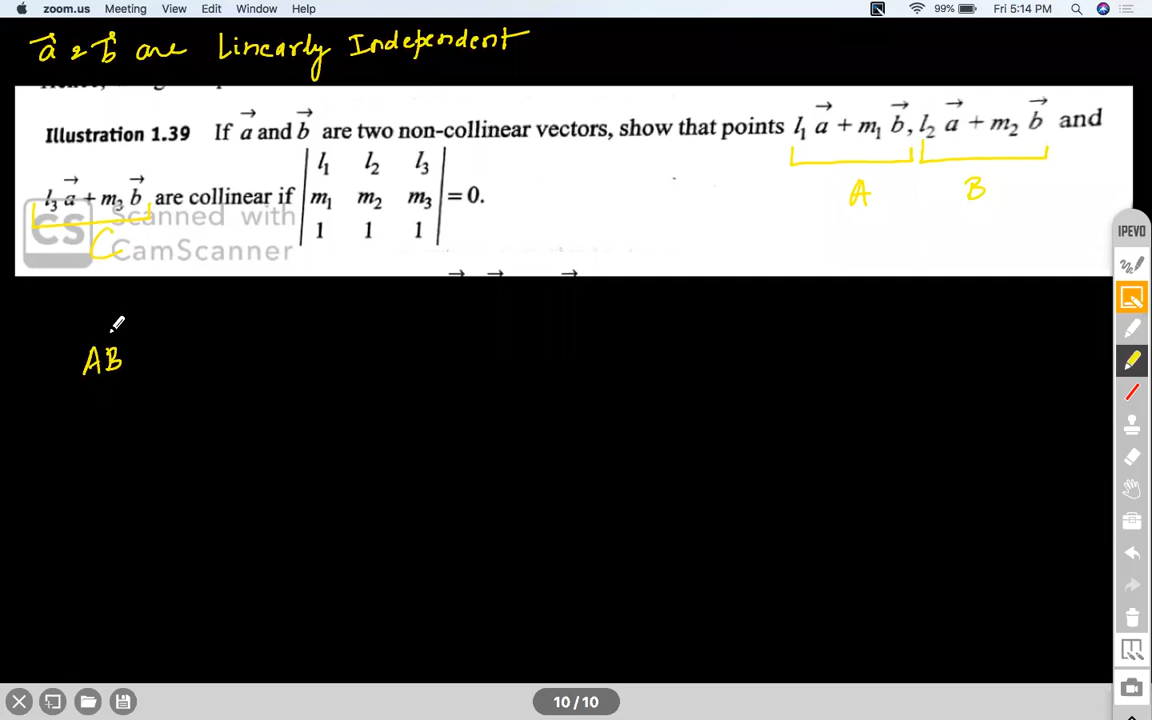 zoom.us Meeting View Edit Window Help 99% Fri 5:14 PM
a⃗ & b⃗ are Linearly Independent
Illustration 1.39 If a⃗ and b⃗ are two non-collinear vectors, show that points l₁ a⃗ + m₁ b⃗, l₂ a⃗ + m₂ b⃗ and
A B
l₃ a⃗ + m₃ b⃗ are collinear if | l₁ l₂ l₃ |
| m₁ m₂ m₃ | = 0.
| 1 1 1 |
C
CS Scanned with
CamScanner
IPEVO
AB
10 / 10